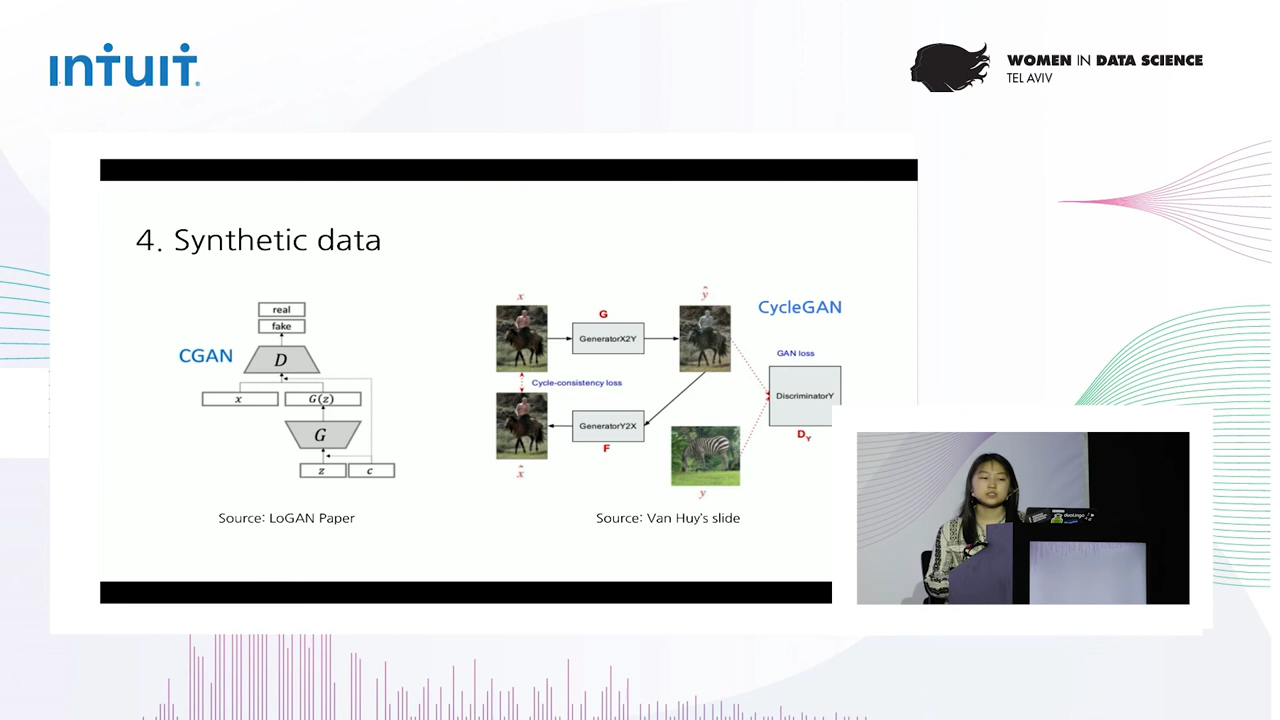 INTUIT
WOMEN IN DATA SCIENCE
TEL AVIV
4. Synthetic data
real
fake
CGAN
D
x
G(z)
G
z
c
Source: LoGAN Paper
x
G
GeneratorX2Y
ŷ
CycleGAN
GAN loss
Cycle-consistency loss
DiscriminatorY
D_Y
GeneratorY2X
F
x̂
y
Source: Van Huy's slide
duolingo